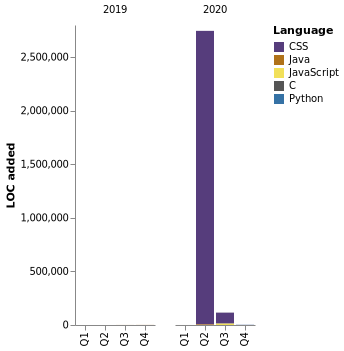 2019 2020
Language
CSS
Java
JavaScript
C
Python
LOC added
2,500,000
2,000,000
1,500,000
1,000,000
500,000
0
Q1 Q2 Q3 Q4 Q1 Q2 Q3 Q4